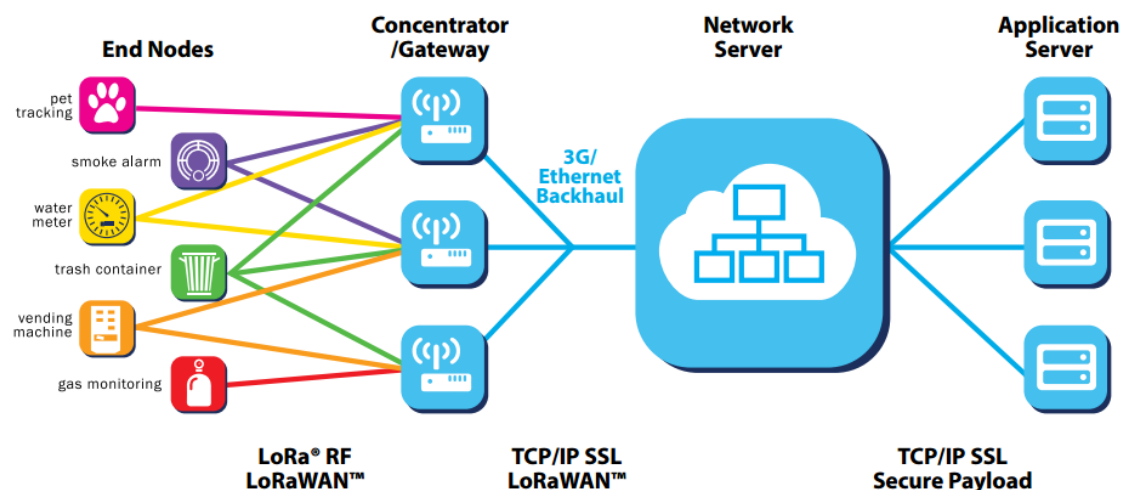 End Nodes
Concentrator
/Gateway
Network
Server
Application
Server
pet
tracking
smoke alarm
water
meter
trash container
vending
machine
gas monitoring
3G/
Ethernet
Backhaul
LoRa® RF
LoRaWAN™
TCP/IP SSL
LoRaWAN™
TCP/IP SSL
Secure Payload